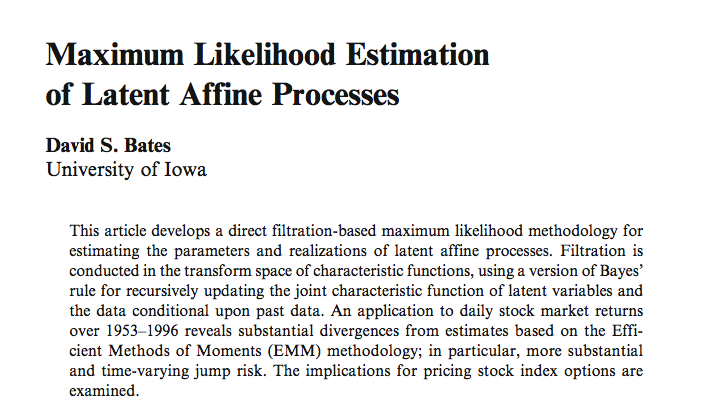 Maximum Likelihood Estimation
of Latent Affine Processes
David S. Bates
University of Iowa
This article develops a direct filtration-based maximum likelihood methodology for
estimating the parameters and realizations of latent affine processes. Filtration is
conducted in the transform space of characteristic functions, using a version of Bayes’
rule for recursively updating the joint characteristic function of latent variables and
the data conditional upon past data. An application to daily stock market returns
over 1953–1996 reveals substantial divergences from estimates based on the Effi-
cient Methods of Moments (EMM) methodology; in particular, more substantial
and time-varying jump risk. The implications for pricing stock index options are
examined.